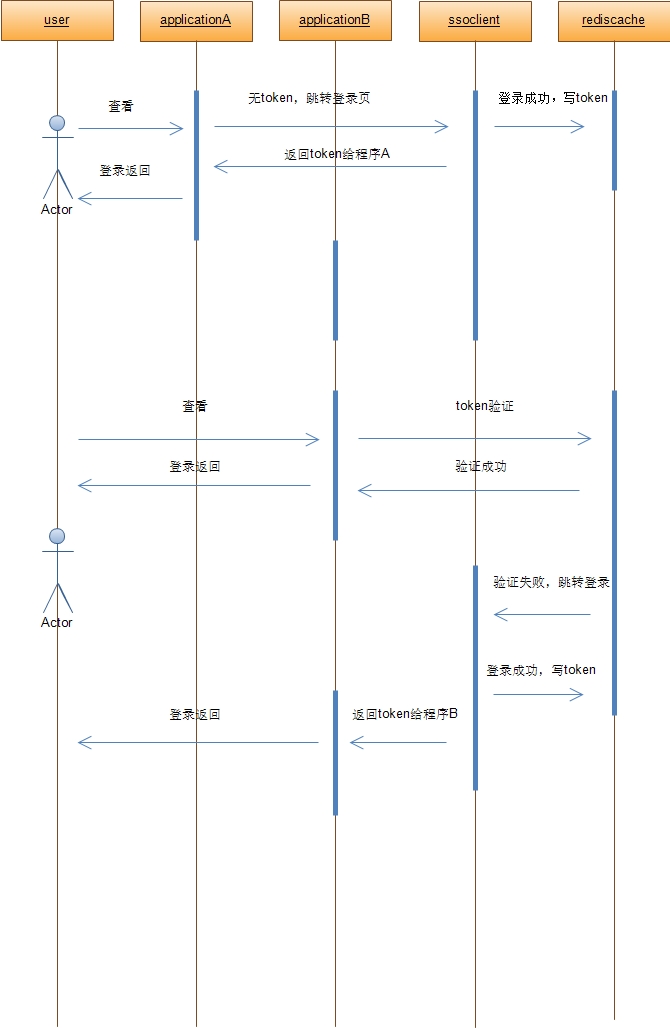 user
applicationA
applicationB
ssoclient
rediscache
查看
无token，跳转登录页
登录成功，写token
返回token给程序A
登录返回
Actor
查看
token验证
登录返回
验证成功
验证失败，跳转登录
Actor
登录成功，写token
登录返回
返回token给程序B